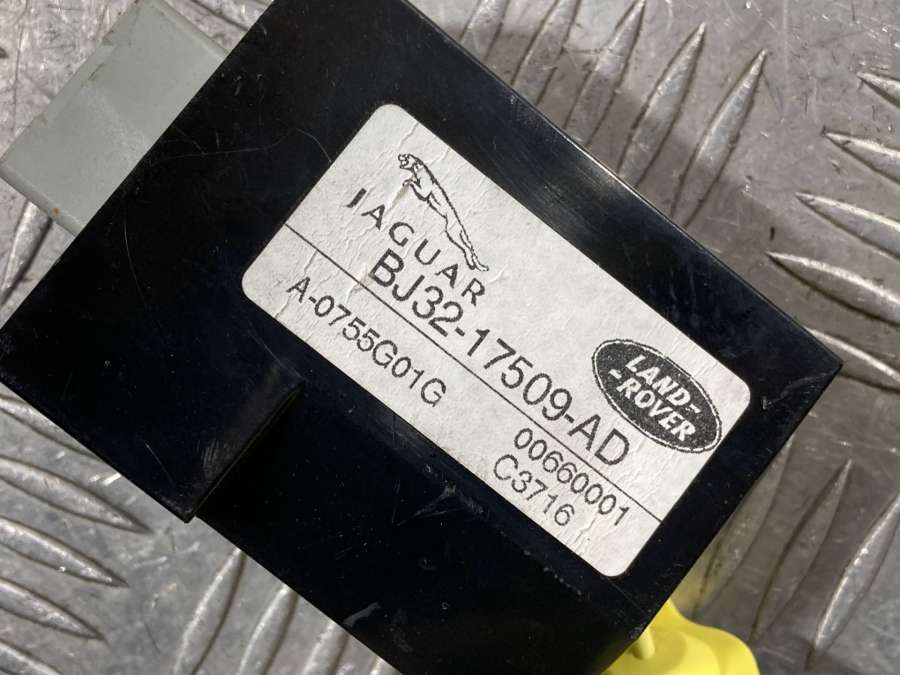 JAGUAR
BJ32-17509-AD
LAND-
-ROVER
A-0755G01G
00660001
C3716